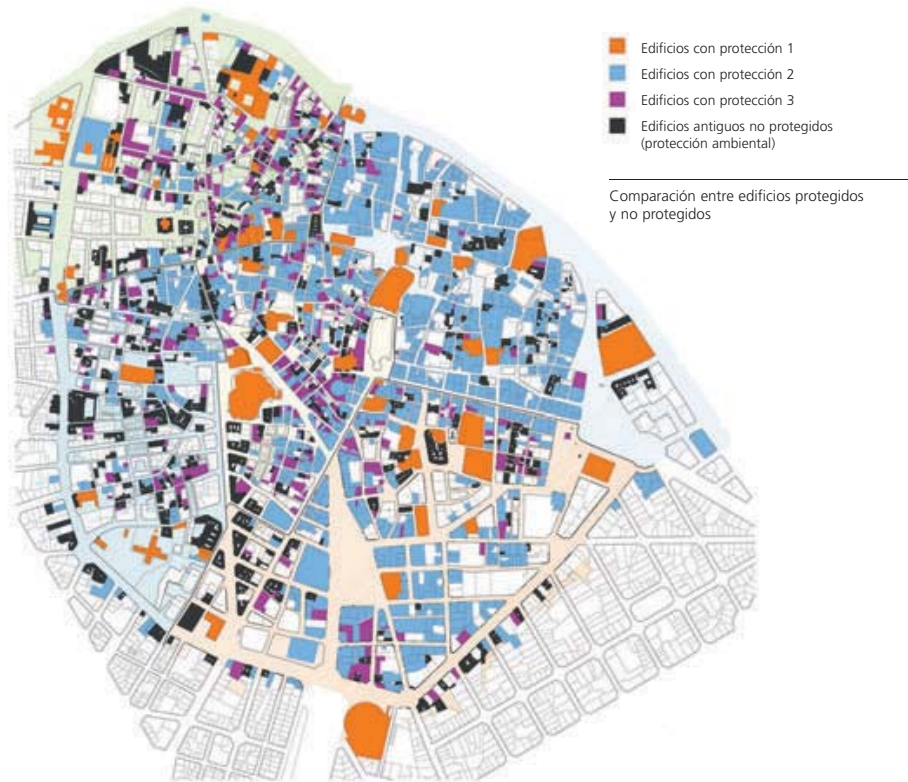 Edificios con protección 1
Edificios con protección 2
Edificios con protección 3
Edificios antiguos no protegidos
(protección ambiental)
Comparación entre edificios protegidos
y no protegidos